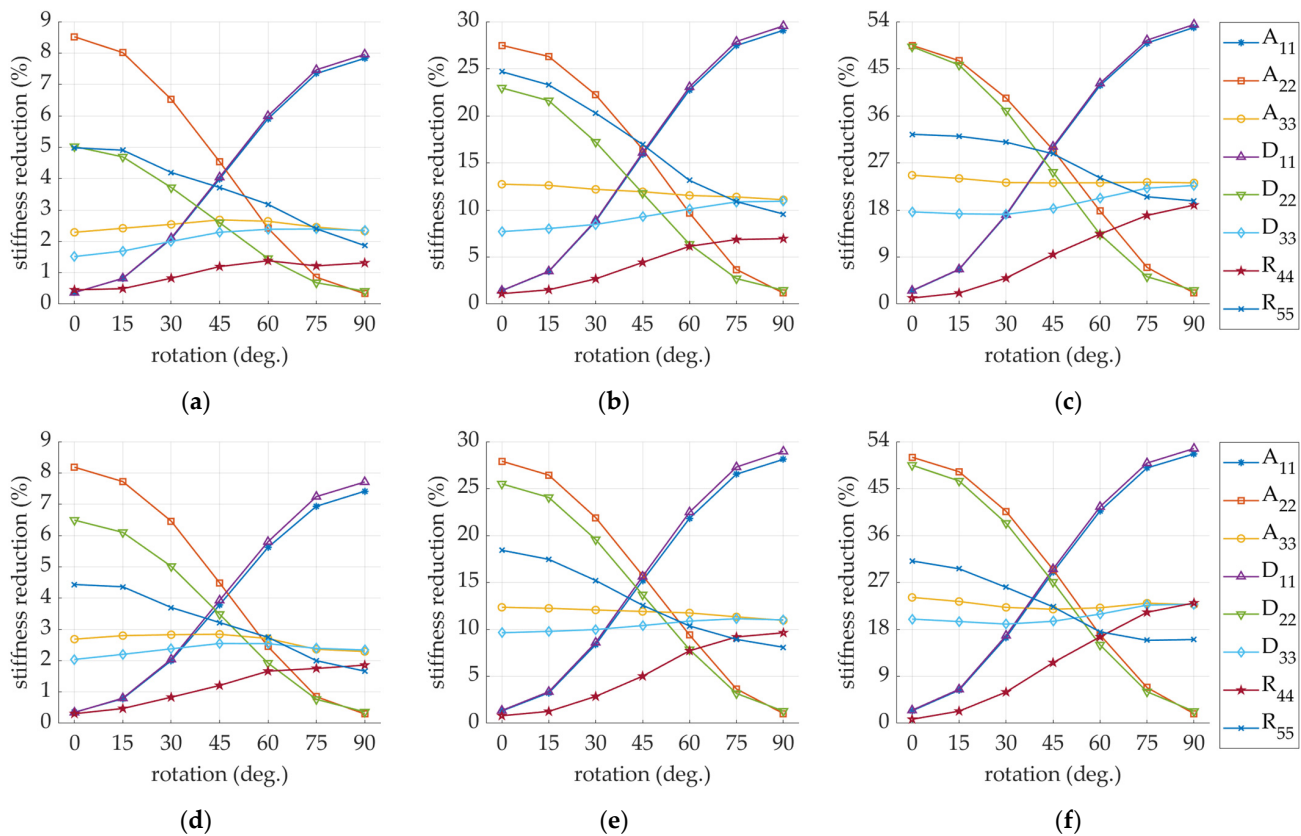 stiffness reduction (%)
9
8
7
6
5
4
3
2
1
0
0 15 30 45 60 75 90
rotation (deg.)
(a)
stiffness reduction (%)
30
25
20
15
10
5
0
0 15 30 45 60 75 90
rotation (deg.)
(b)
stiffness reduction (%)
54
45
36
27
18
9
0
0 15 30 45 60 75 90
rotation (deg.)
(c)
A11
A22
A33
D11
D22
D33
R44
R55
stiffness reduction (%)
9
8
7
6
5
4
3
2
1
0
0 15 30 45 60 75 90
rotation (deg.)
(d)
stiffness reduction (%)
30
25
20
15
10
5
0
0 15 30 45 60 75 90
rotation (deg.)
(e)
stiffness reduction (%)
54
45
36
27
18
9
0
0 15 30 45 60 75 90
rotation (deg.)
(f)
A11
A22
A33
D11
D22
D33
R44
R55